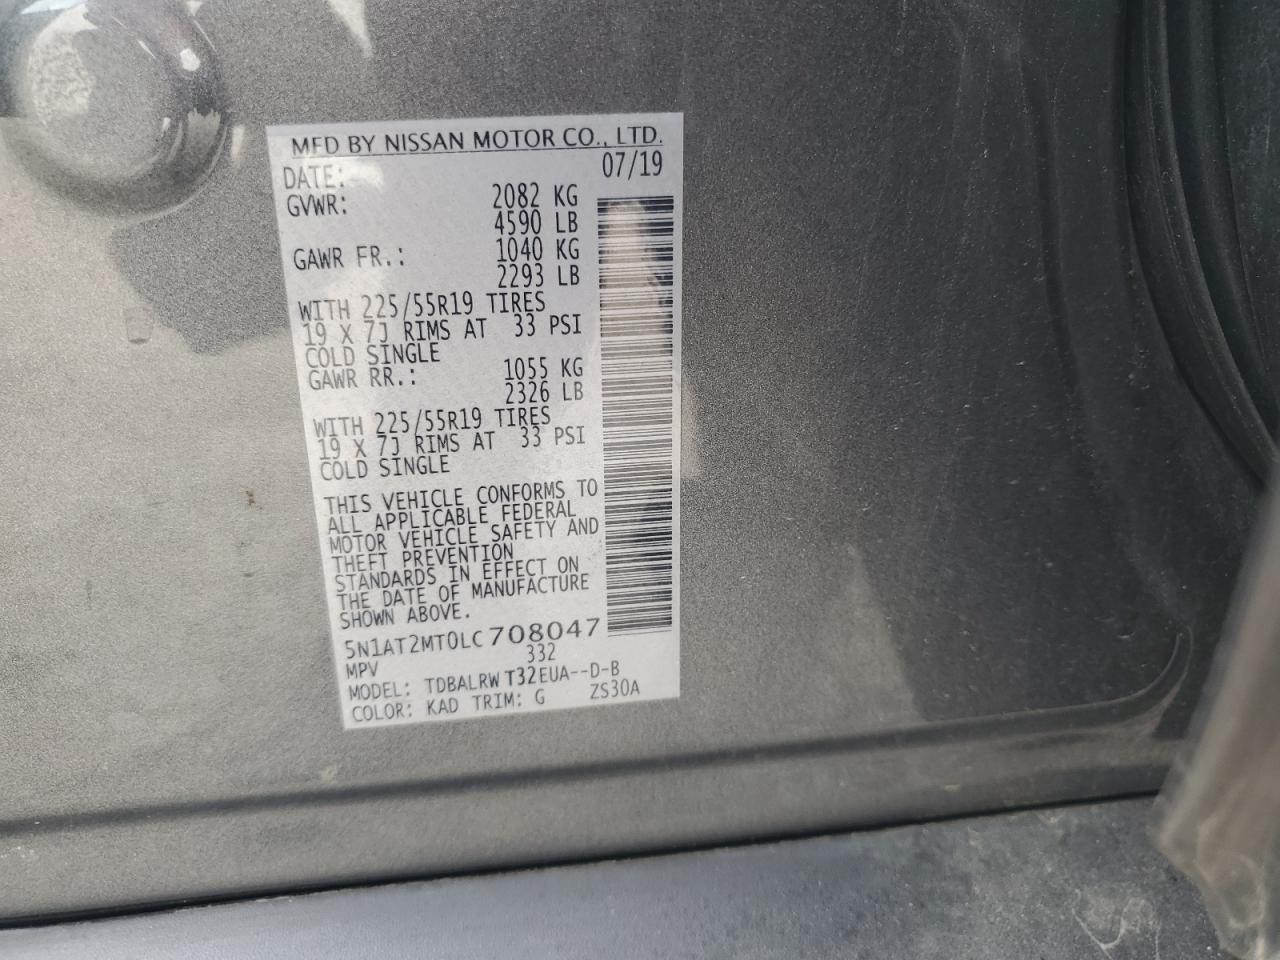 MFD BY NISSAN MOTOR CO., LTD.
DATE: 07/19
GVWR: 2082 KG
4590 LB
GAWR FR.: 1040 KG
2293 LB
WITH 225/55R19 TIRES
19 X 7J RIMS AT 33 PSI
COLD SINGLE
GAWR RR.: 1055 KG
2326 LB
WITH 225/55R19 TIRES
19 X 7J RIMS AT 33 PSI
COLD SINGLE
THIS VEHICLE CONFORMS TO
ALL APPLICABLE FEDERAL
MOTOR VEHICLE SAFETY AND
THEFT PREVENTION
STANDARDS IN EFFECT ON
THE DATE OF MANUFACTURE
SHOWN ABOVE.
5N1AT2MT0LC708047
MPV 332
MODEL: TDBALRW T32EUA--D-B
COLOR: KAD TRIM: G ZS30A